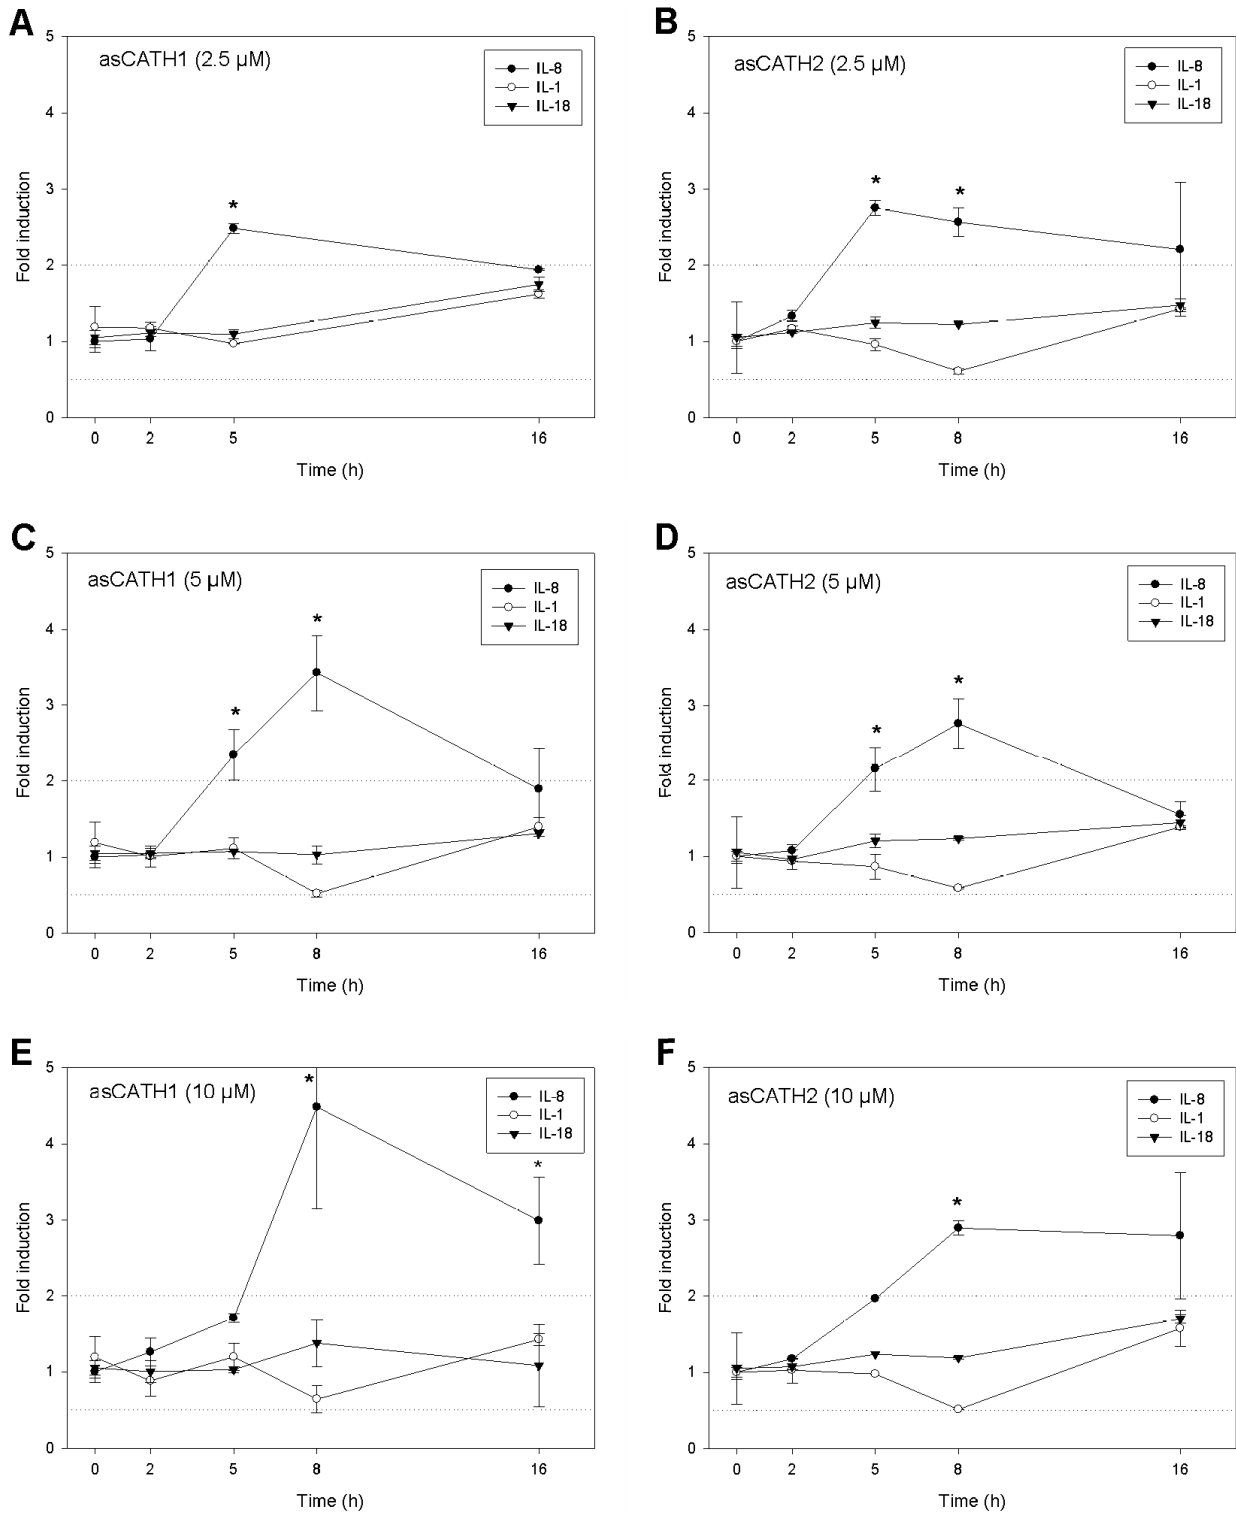 A
asCATH1 (2.5 µM)
IL-8
IL-1
IL-18
5
4
3
2
1
0
Fold induction
*
0 2 5 16
Time (h)
B
asCATH2 (2.5 µM)
IL-8
IL-1
IL-18
5
4
3
2
1
0
Fold induction
* *
0 2 5 8 16
Time (h)
C
asCATH1 (5 µM)
IL-8
IL-1
IL-18
5
4
3
2
1
0
Fold induction
*
*
0 2 5 8 16
Time (h)
D
asCATH2 (5 µM)
IL-8
IL-1
IL-18
5
4
3
2
1
0
Fold induction
*
*
0 2 5 8 16
Time (h)
E
asCATH1 (10 µM)
IL-8
IL-1
IL-18
5
4
3
2
1
0
Fold induction
*
*
0 2 5 8 16
Time (h)
F
asCATH2 (10 µM)
IL-8
IL-1
IL-18
5
4
3
2
1
0
Fold induction
*
0 2 5 8 16
Time (h)